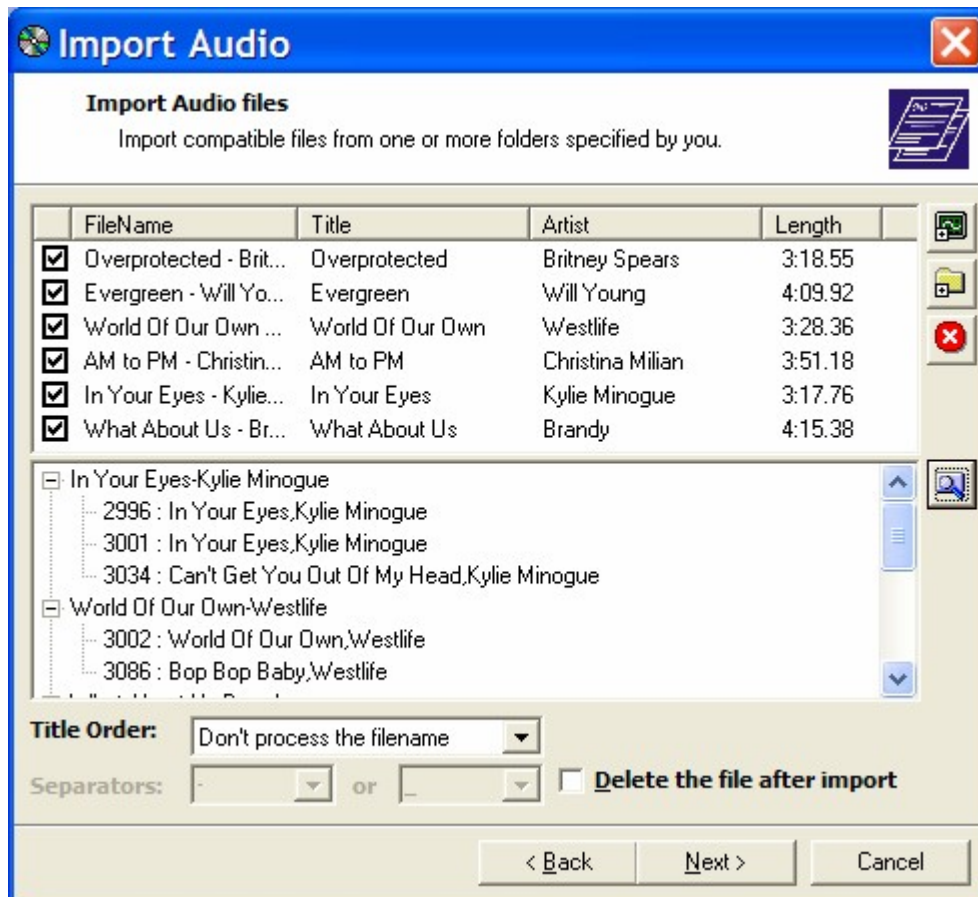 Import Audio
Import Audio files
Import compatible files from one or more folders specified by you.
FileName Title Artist Length
Overprotected - Brit... Overprotected Britney Spears 3:18.55
Evergreen - Will Yo... Evergreen Will Young 4:09.92
World Of Our Own ... World Of Our Own Westlife 3:28.36
AM to PM - Christin... AM to PM Christina Milian 3:51.18
In Your Eyes - Kylie... In Your Eyes Kylie Minogue 3:17.76
What About Us - Br... What About Us Brandy 4:15.38
In Your Eyes-Kylie Minogue
2996 : In Your Eyes,Kylie Minogue
3001 : In Your Eyes,Kylie Minogue
3034 : Can't Get You Out Of My Head,Kylie Minogue
World Of Our Own-Westlife
3002 : World Of Our Own,Westlife
3086 : Bop Bop Baby,Westlife
Title Order: Don't process the filename
Separators: - or _ Delete the file after import
< Back Next > Cancel